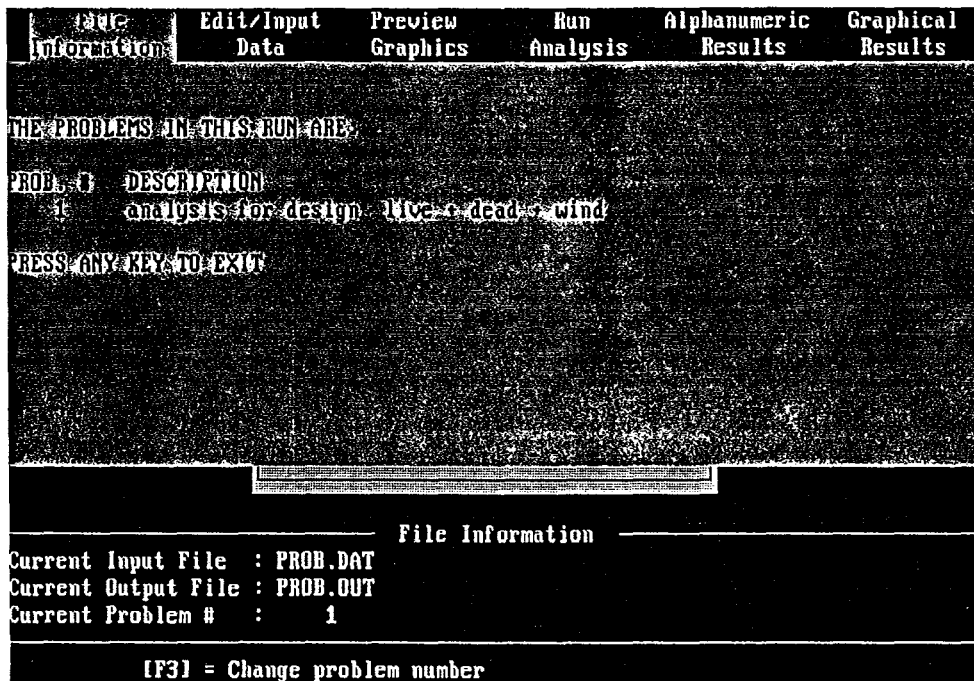 File Edit/Input Preview Run Alphanumeric Graphical
Information Data Graphics Analysis Results Results
THE PROBLEMS IN THIS RUN ARE:
PROB. # DESCRIPTION
1 analysis for design live + dead + wind
PRESS ANY KEY TO EXIT
File Information
Current Input File : PROB.DAT
Current Output File : PROB.OUT
Current Problem # : 1
[F3] = Change problem number